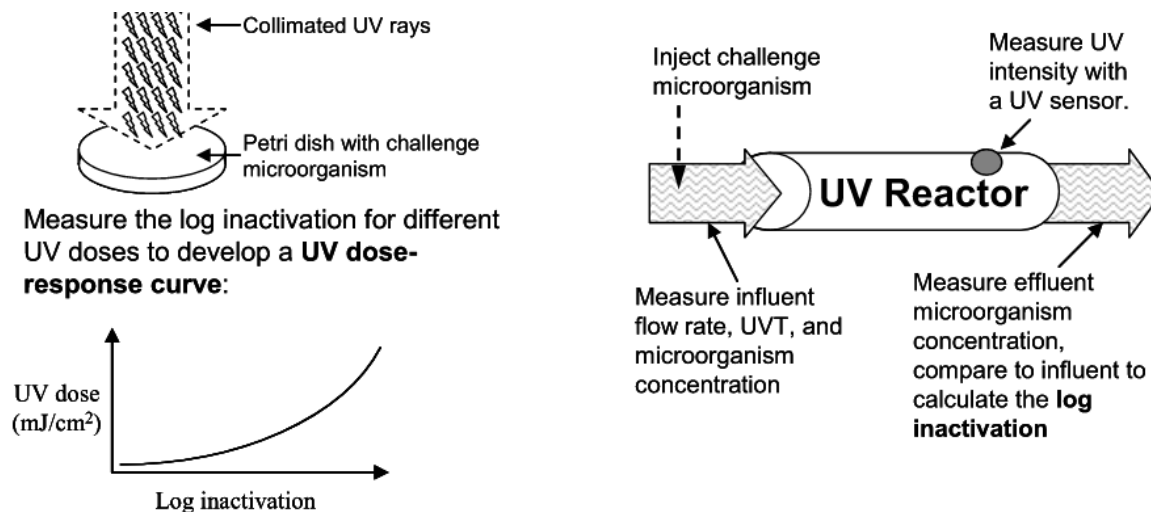 Collimated UV rays
Petri dish with challenge
microorganism
Measure the log inactivation for different
UV doses to develop a UV dose-
response curve:
UV dose
(mJ/cm²)
Log inactivation
Inject challenge
microorganism
Measure UV
intensity with
a UV sensor.
UV Reactor
Measure influent
flow rate, UVT, and
microorganism
concentration
Measure effluent
microorganism
concentration,
compare to influent to
calculate the log
inactivation